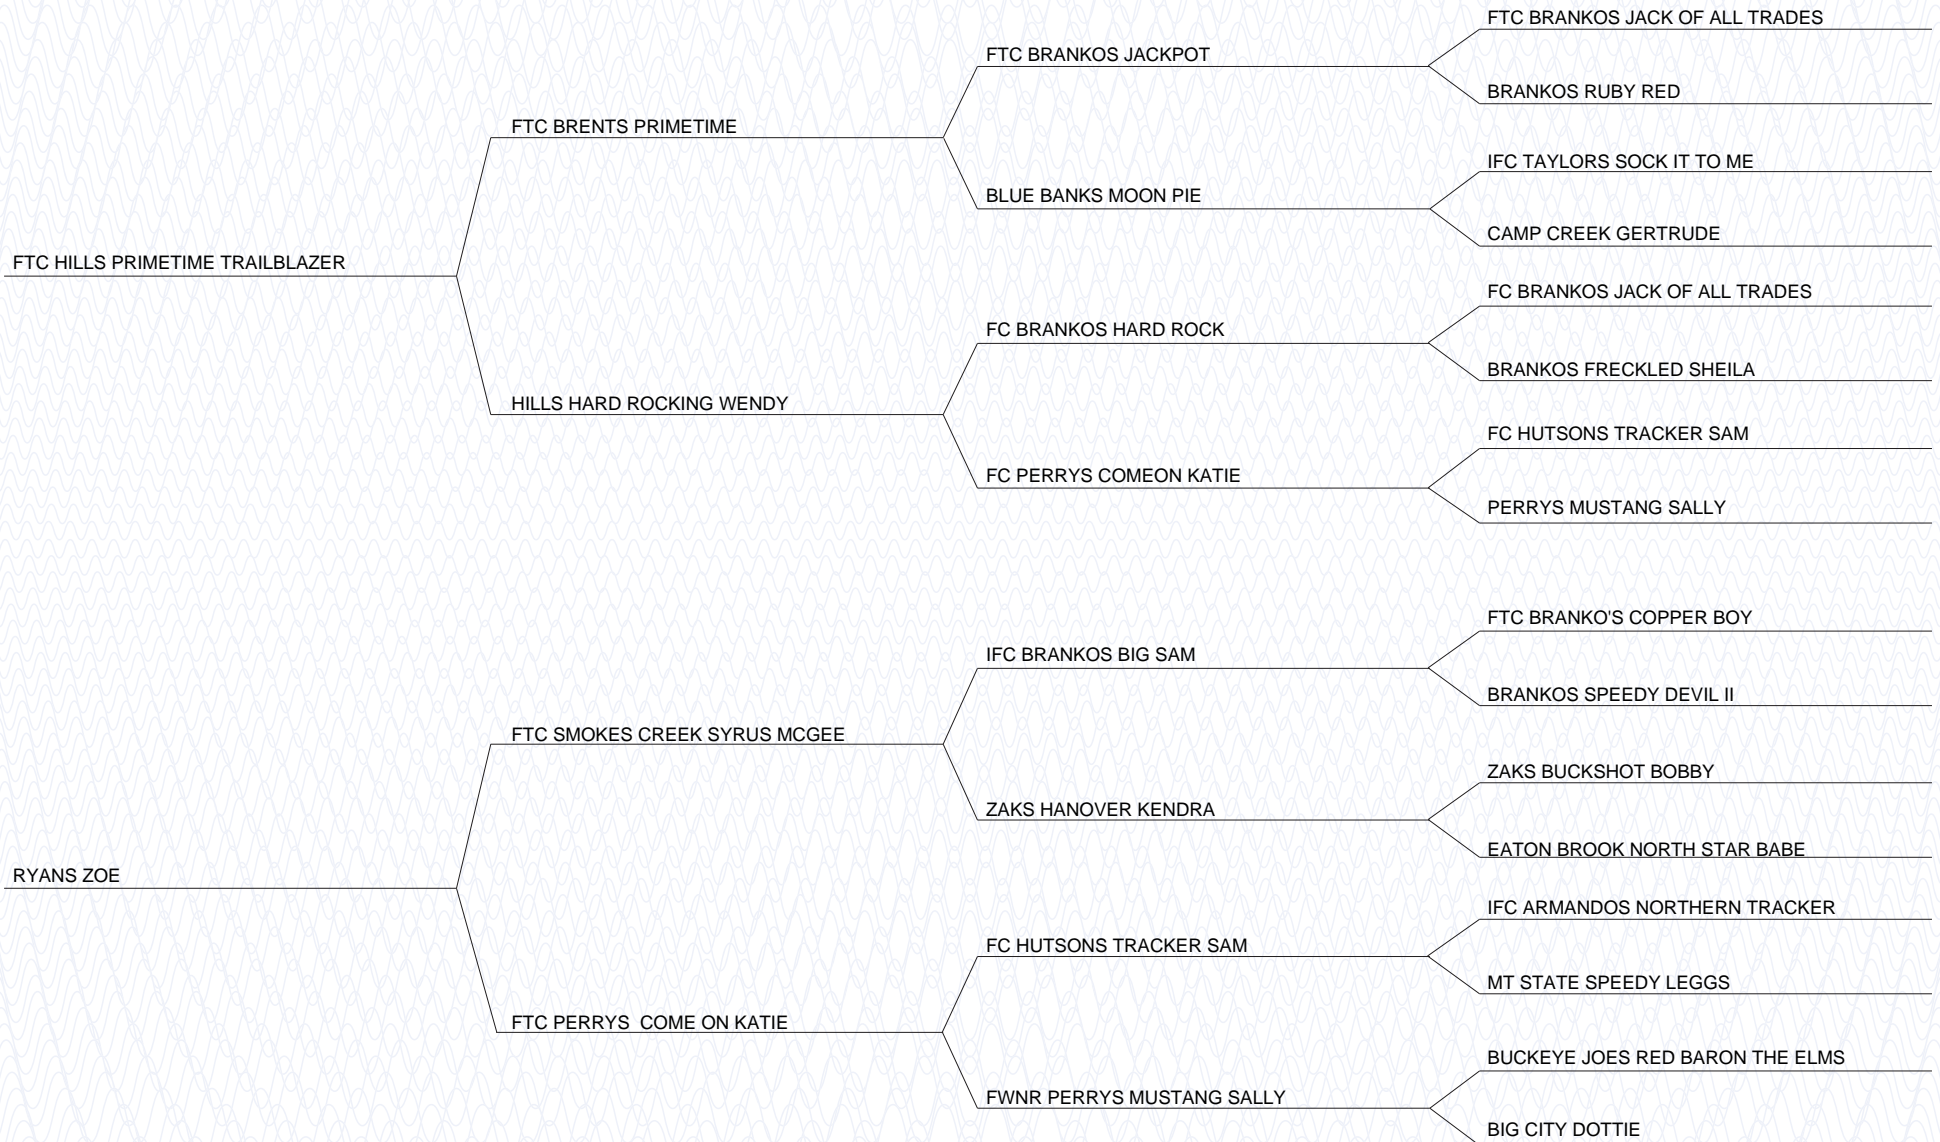 FTC BRANKOS JACK OF ALL TRADES
FTC BRANKOS JACKPOT
BRANKOS RUBY RED
FTC BRENTS PRIMETIME
IFC TAYLORS SOCK IT TO ME
BLUE BANKS MOON PIE
CAMP CREEK GERTRUDE
FTC HILLS PRIMETIME TRAILBLAZER
FC BRANKOS JACK OF ALL TRADES
FC BRANKOS HARD ROCK
BRANKOS FRECKLED SHEILA
HILLS HARD ROCKING WENDY
FC HUTSONS TRACKER SAM
FC PERRYS COMEON KATIE
PERRYS MUSTANG SALLY
FTC BRANKO'S COPPER BOY
IFC BRANKOS BIG SAM
BRANKOS SPEEDY DEVIL II
FTC SMOKES CREEK SYRUS MCGEE
ZAKS BUCKSHOT BOBBY
ZAKS HANOVER KENDRA
EATON BROOK NORTH STAR BABE
RYANS ZOE
IFC ARMANDOS NORTHERN TRACKER
FC HUTSONS TRACKER SAM
MT STATE SPEEDY LEGGS
FTC PERRYS  COME ON KATIE
BUCKEYE JOES RED BARON THE ELMS
FWNR PERRYS MUSTANG SALLY
BIG CITY DOTTIE